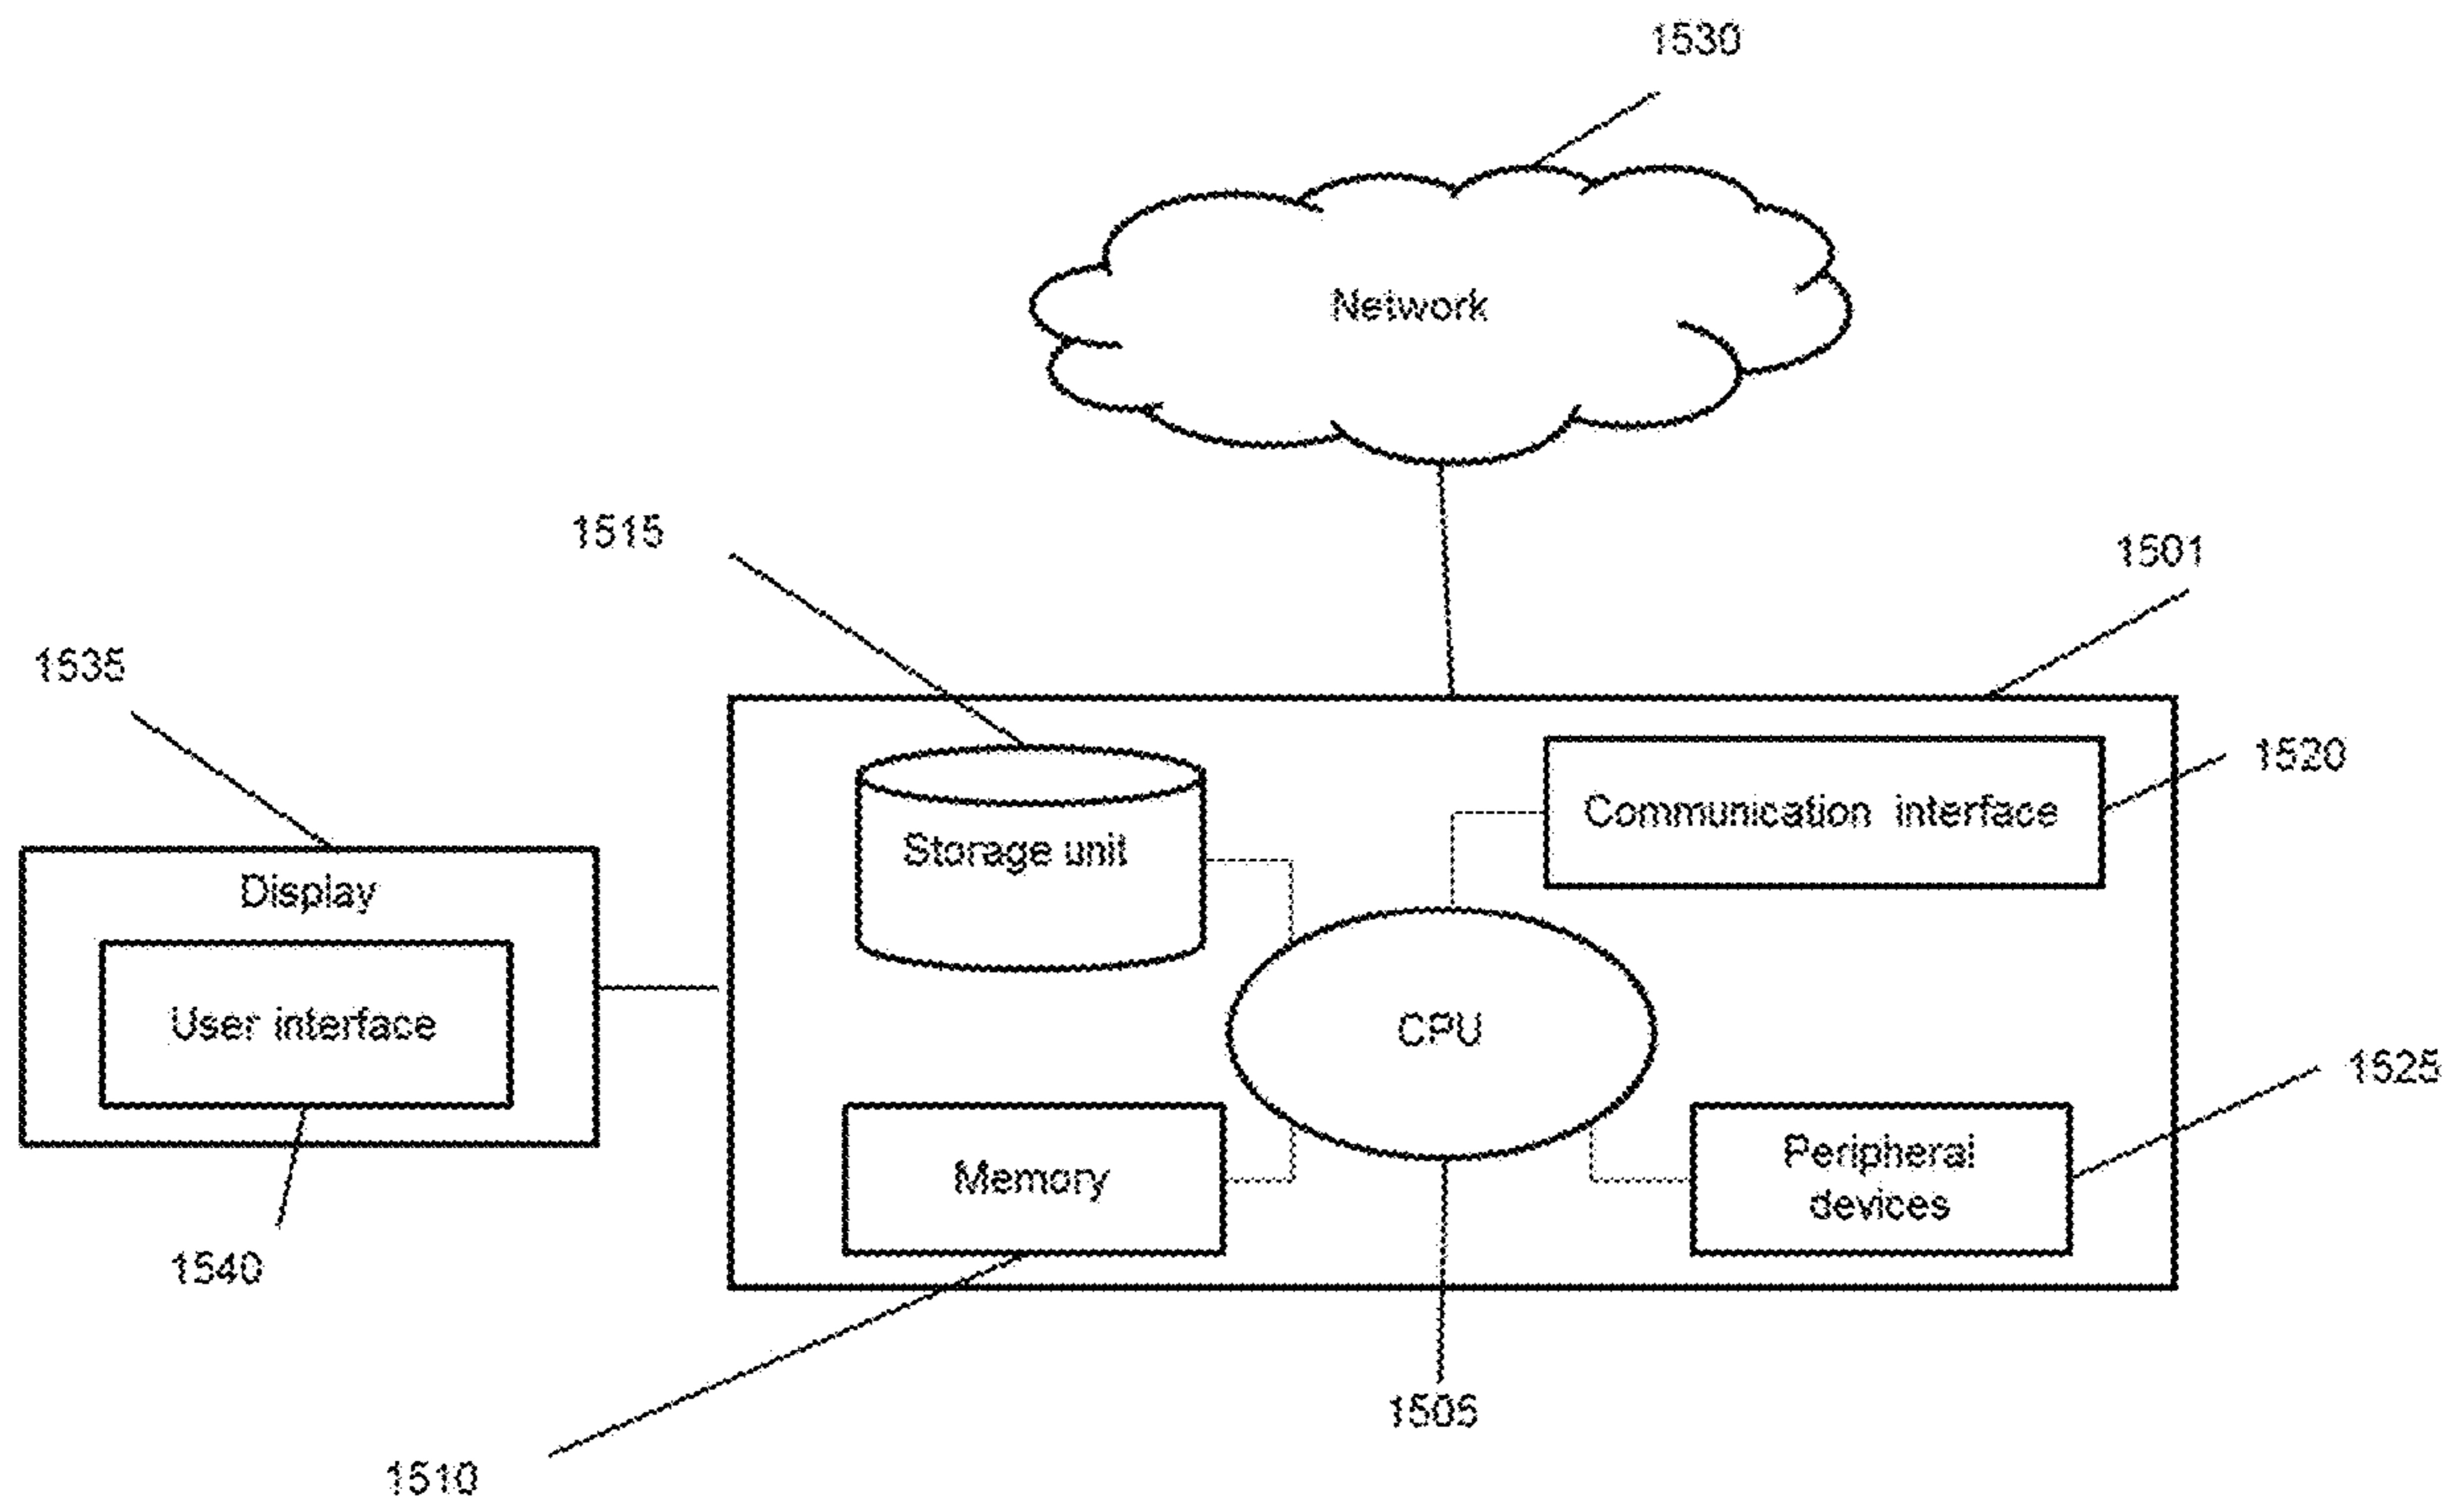 1530
Network
1515
1501
1535
1520
Communication interface
Storage unit
Display
User interface
CPU
1525
Peripheral
devices
Memory
1540
1505
1510